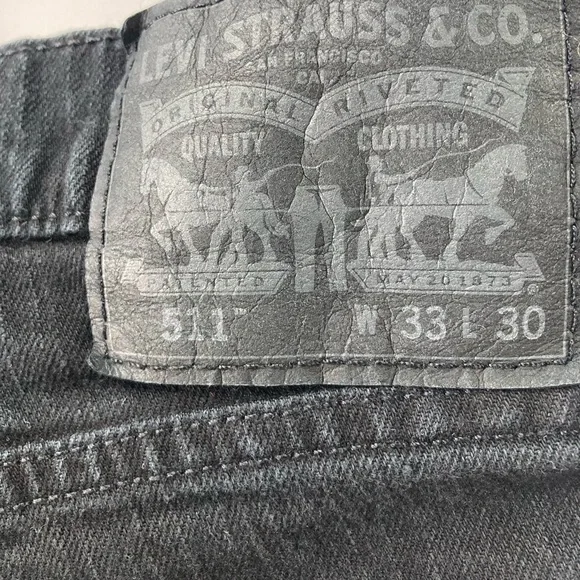 LEVI STRAUSS & CO.
SAN FRANCISCO
CAL
ORIGINAL RIVETED
QUALITY CLOTHING
PATENTED MAY 20 1873
511™ W 33 L 30